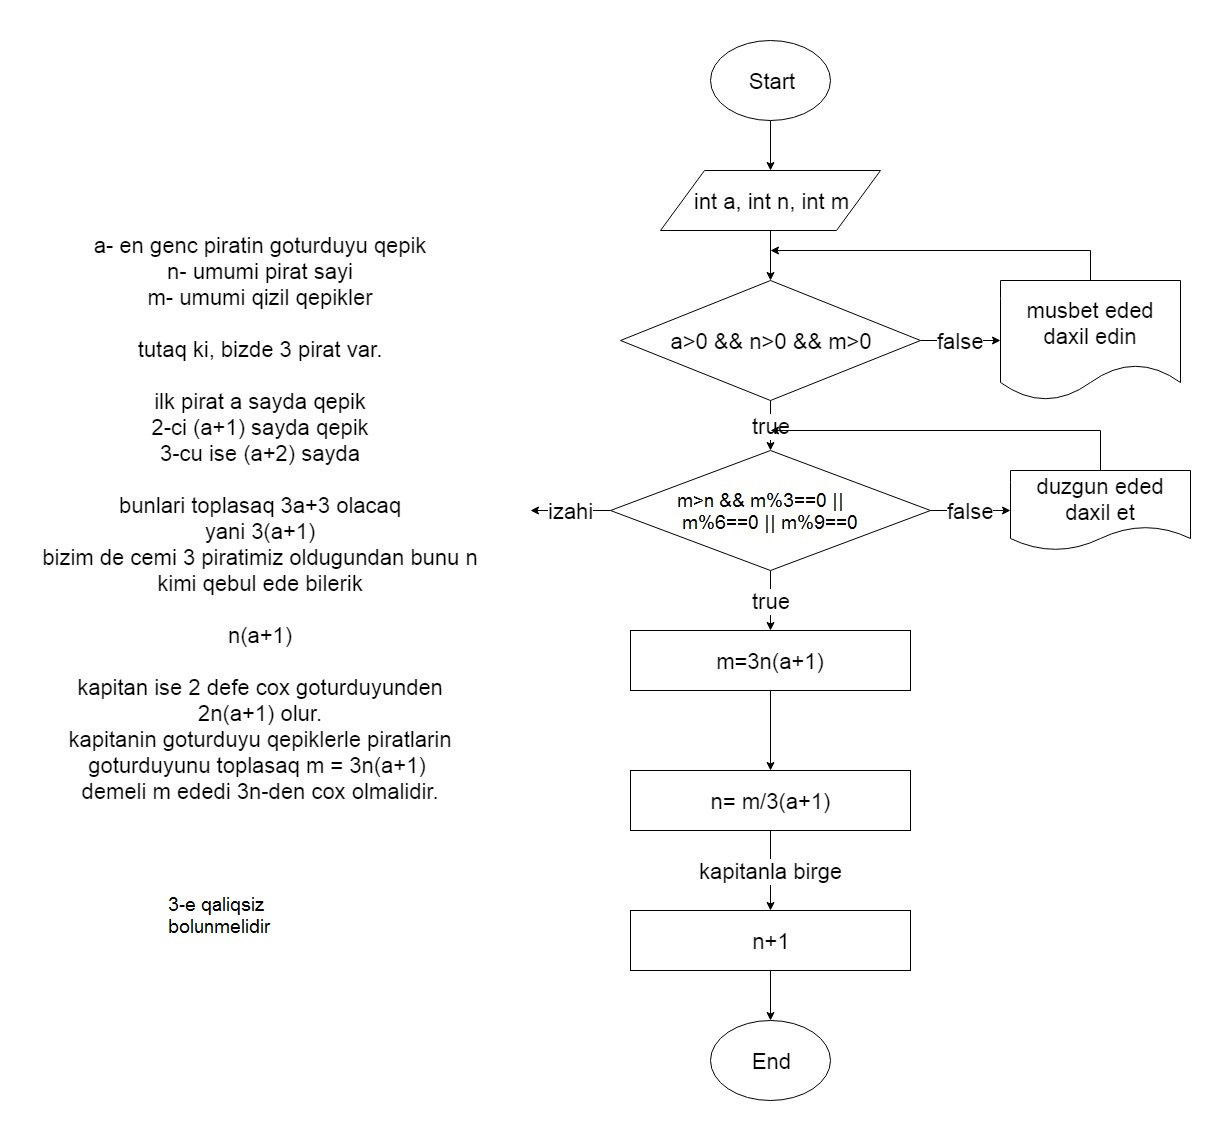 Start
int a, int n, int m
a- en genc piratin goturduyu qepik
n- umumi pirat sayi
m- umumi qizil qepikler
tutaq ki, bizde 3 pirat var.
ilk pirat a sayda qepik
2-ci (a+1) sayda qepik
3-cu ise (a+2) sayda
bunlari toplasaq 3a+3 olacaq
yani 3(a+1)
bizim de cemi 3 piratimiz oldugundan bunu n
kimi qebul ede bilerik
n(a+1)
kapitan ise 2 defe cox goturduyunden
2n(a+1) olur.
kapitanin goturduyu qepiklerle piratlarin
goturduyunu toplasaq m = 3n(a+1)
demeli m ededi 3n-den cox olmalidir.
3-e qaliqsiz
bolunmelidir
a>0 && n>0 && m>0
false
musbet eded
daxil edin
true
m>n && m%3==0 ||
m%6==0 || m%9==0
izahi
false
duzgun eded
daxil et
true
m=3n(a+1)
n= m/3(a+1)
kapitanla birge
n+1
End